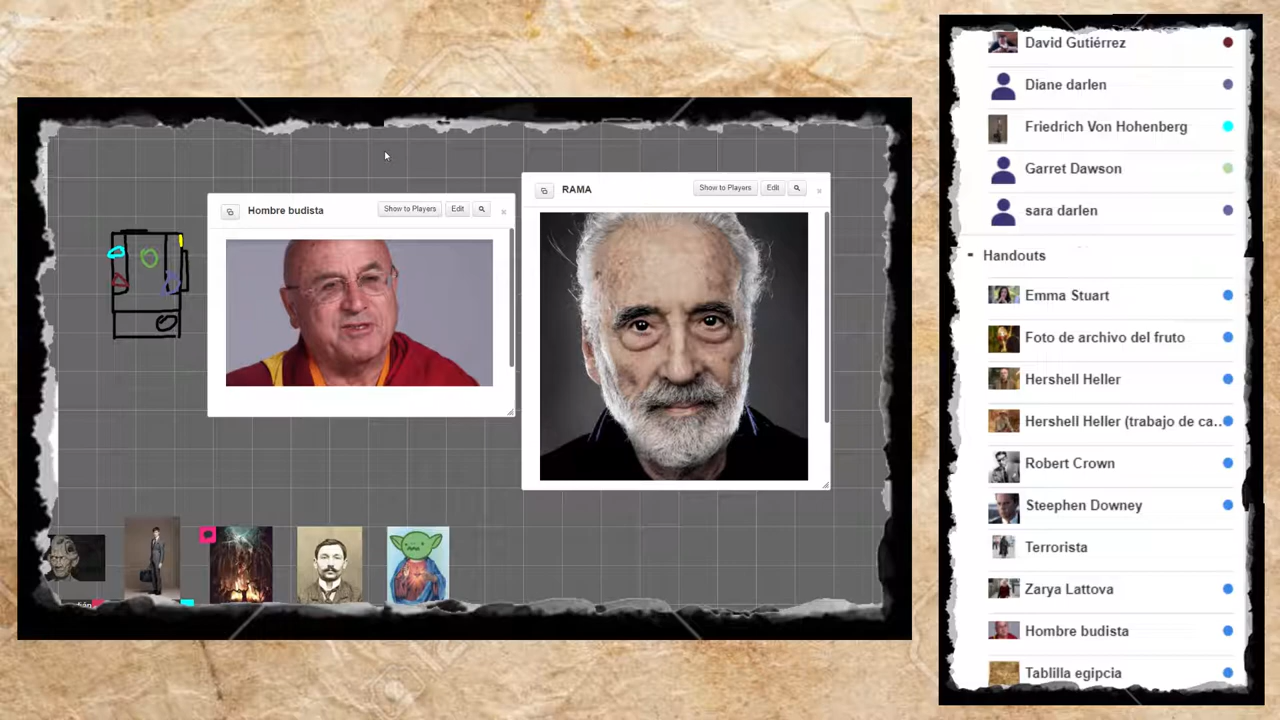 David Gutiérrez
Diane darlen
Friedrich Von Hohenberg
Garret Dawson
sara darlen
Handouts
Emma Stuart
Foto de archivo del fruto
Hershell Heller
Hershell Heller (trabajo de ca...
Robert Crown
Steephen Downey
Terrorista
Zarya Lattova
Hombre budista
Tablilla egipcia
Hombre budista
Show to Players
Edit
RAMA
Show to Players
Edit